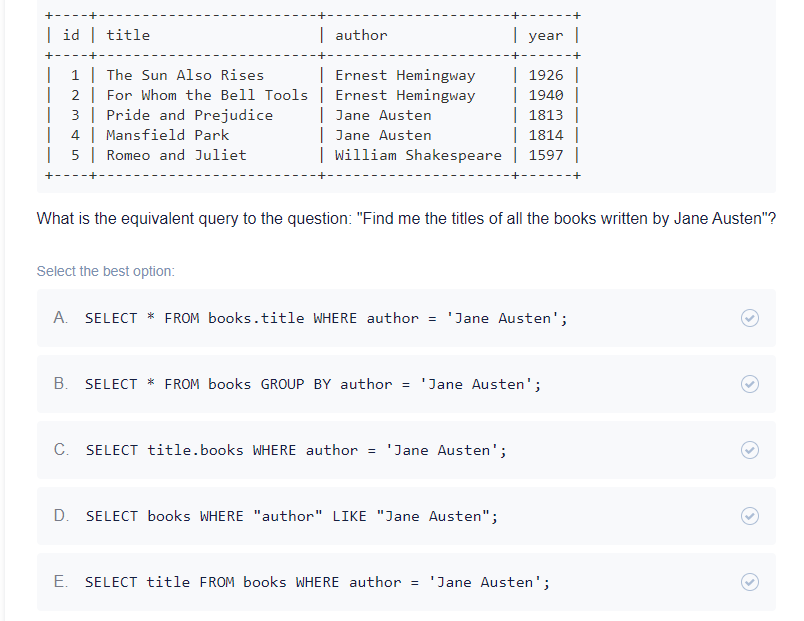 +----+------------------------+--------------------+------+
| id | title                  | author             | year |
+----+------------------------+--------------------+------+
|  1 | The Sun Also Rises     | Ernest Hemingway   | 1926 |
|  2 | For Whom the Bell Tools | Ernest Hemingway   | 1940 |
|  3 | Pride and Prejudice    | Jane Austen        | 1813 |
|  4 | Mansfield Park         | Jane Austen        | 1814 |
|  5 | Romeo and Juliet       | William Shakespeare | 1597 |
+----+------------------------+--------------------+------+
What is the equivalent query to the question: "Find me the titles of all the books written by Jane Austen"?
Select the best option:
A. SELECT * FROM books.title WHERE author = 'Jane Austen';
B. SELECT * FROM books GROUP BY author = 'Jane Austen';
C. SELECT title.books WHERE author = 'Jane Austen';
D. SELECT books WHERE "author" LIKE "Jane Austen";
E. SELECT title FROM books WHERE author = 'Jane Austen';